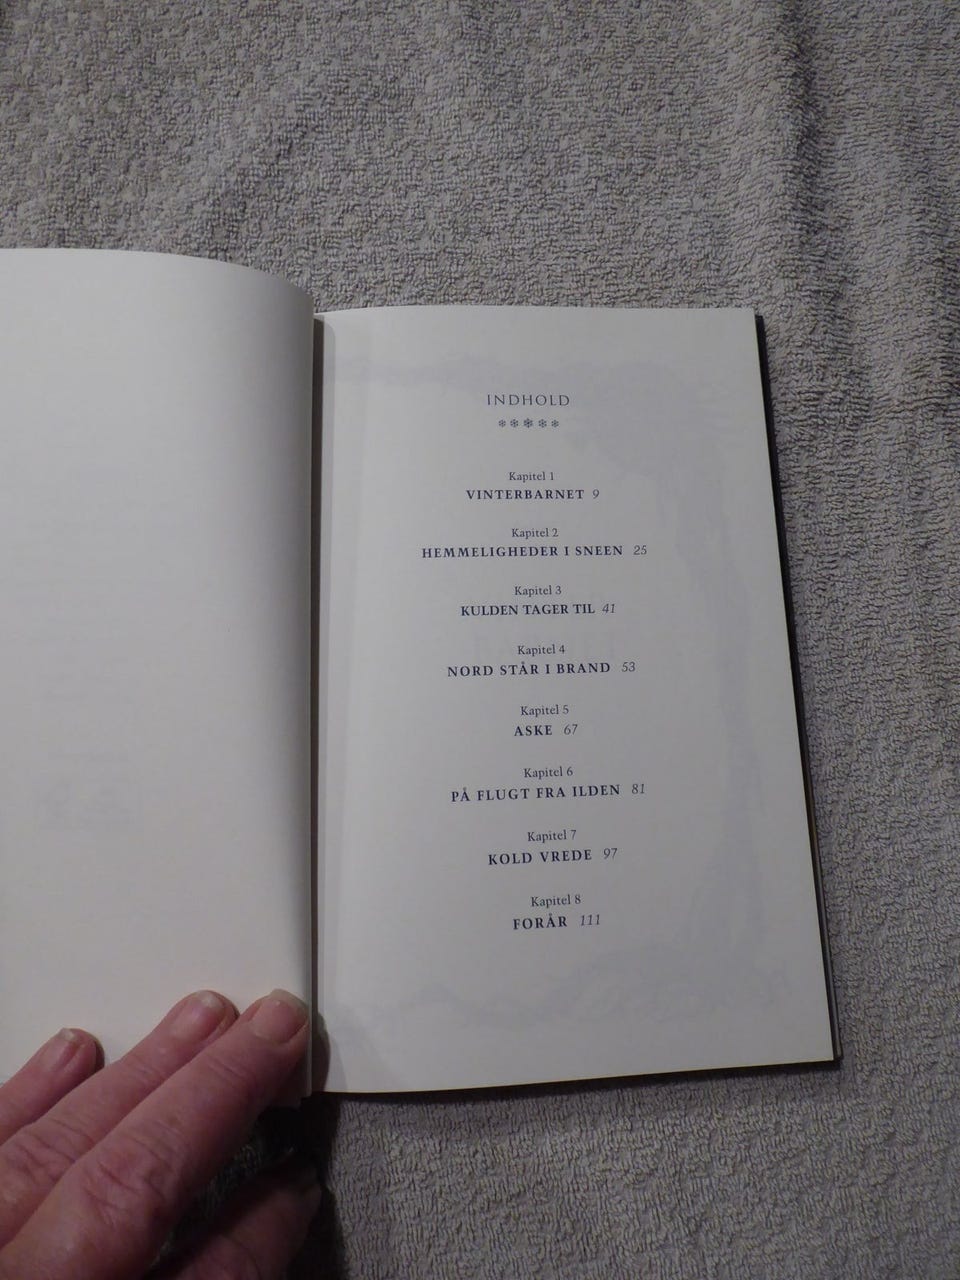 INDHOLD
Kapitel 1
VINTERBARNET 9
Kapitel 2
HEMMELIGHEDER I SNEEN 25
Kapitel 3
KULDEN TAGER TIL 41
Kapitel 4
NORD STÅR I BRAND 53
Kapitel 5
ASKE 67
Kapitel 6
PÅ FLUGT FRA ILDEN 81
Kapitel 7
KOLD VREDE 97
Kapitel 8
FORÅR 111